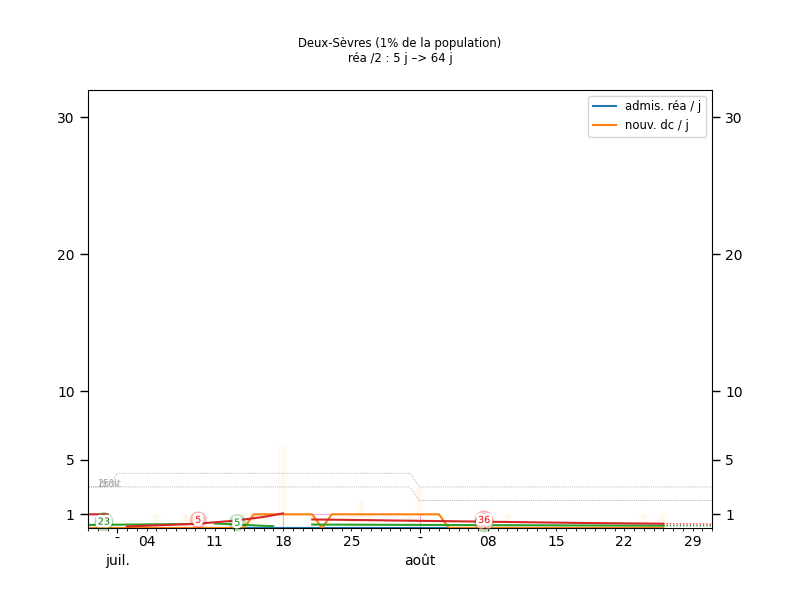 Deux-Sèvres (1% de la population)
réa /2 : 5 j –> 64 j
admis. réa / j
nouv. dc / j
30 30
20 20
10 10
5 5
1 1
23 5 5 36
- 04 11 18 25 - 08 15 22 29
juil. août